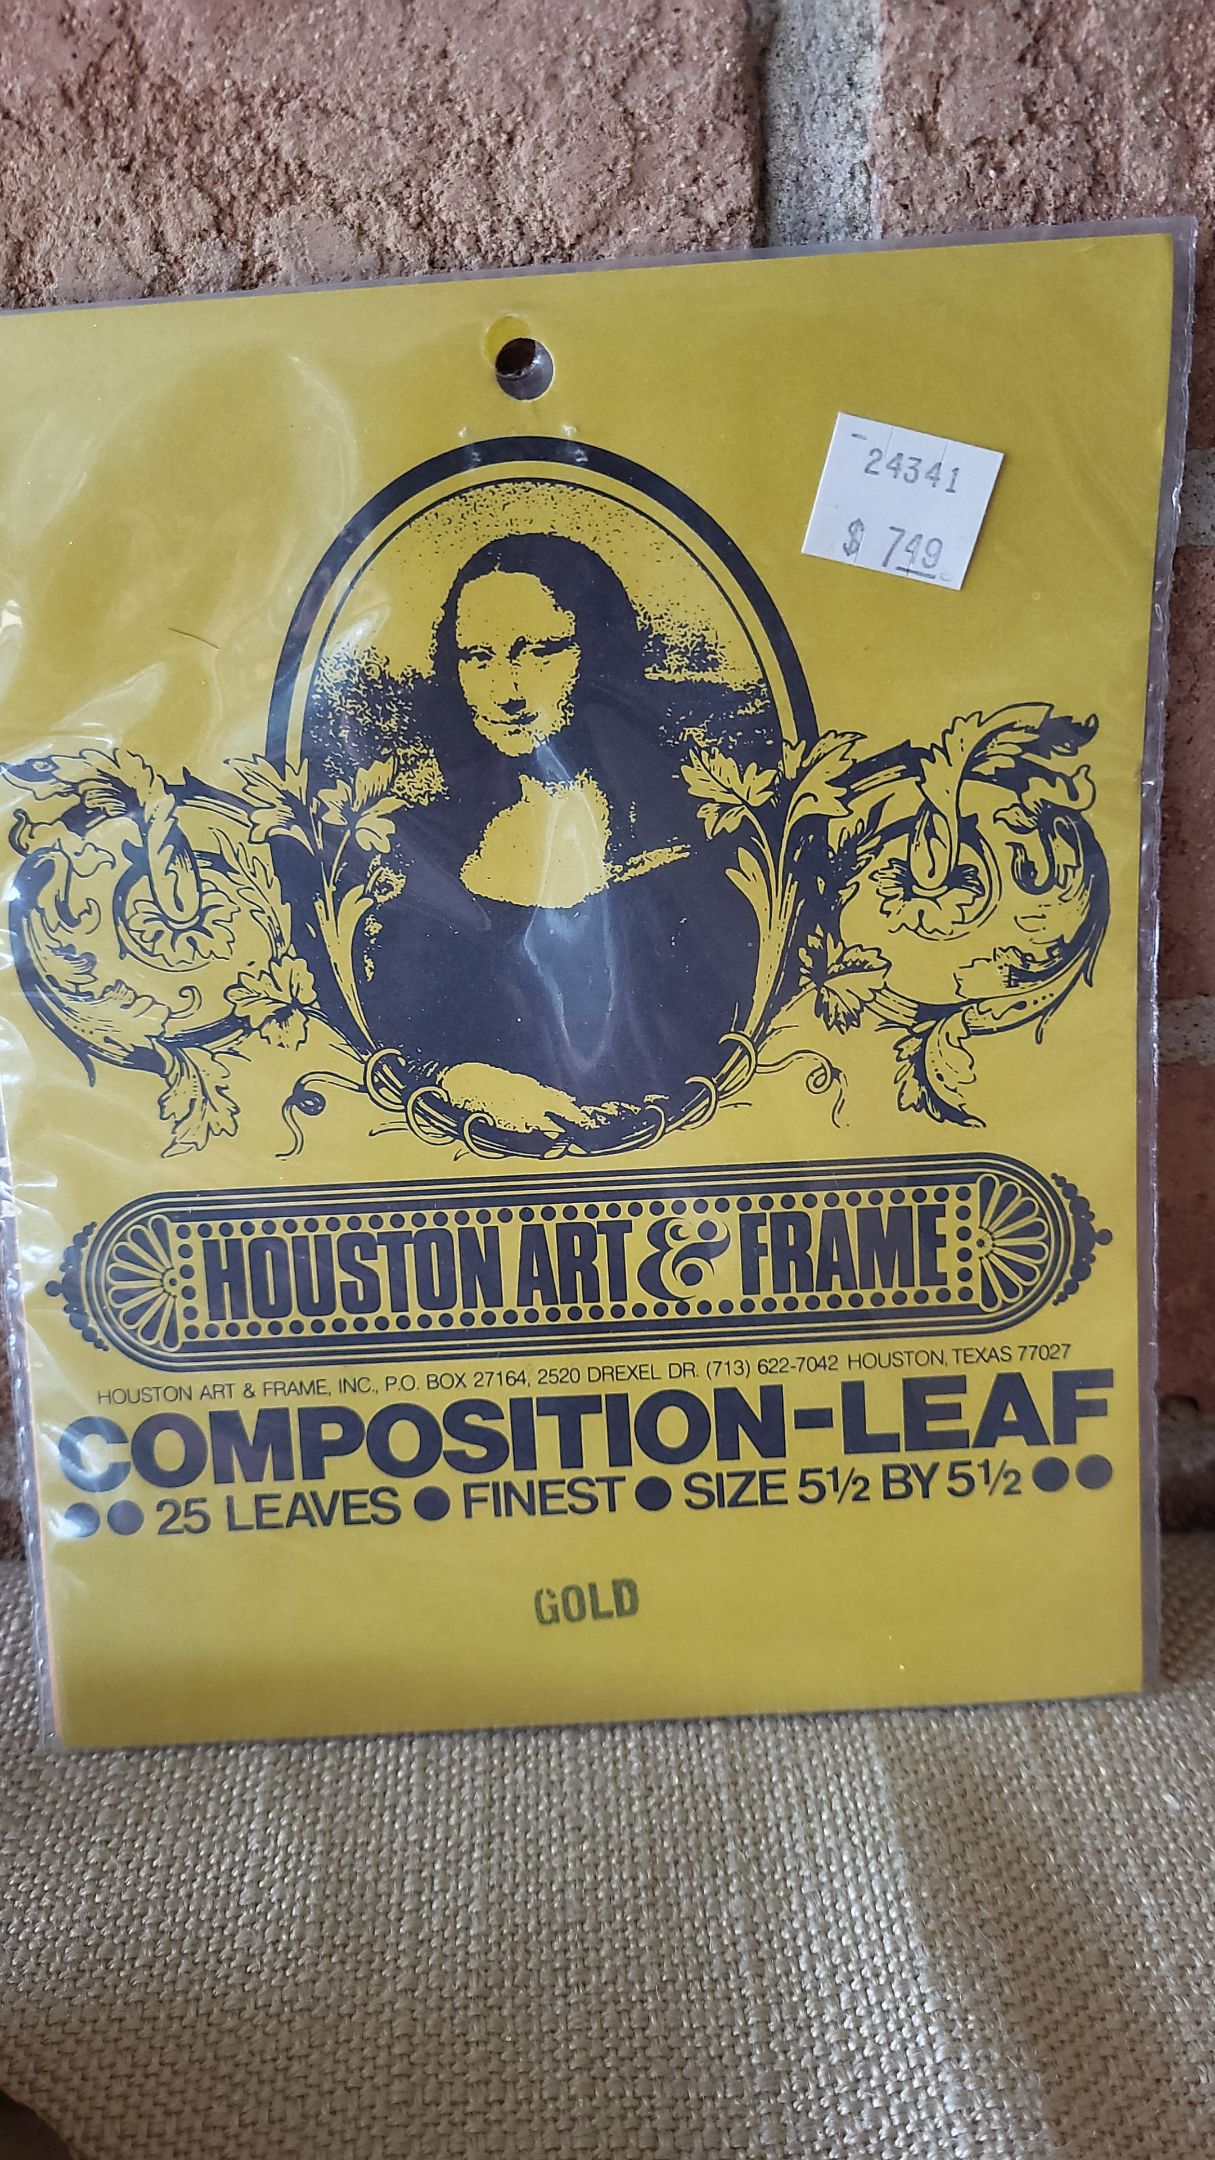 24341
$ 7.49
HOUSTON ART & FRAME
HOUSTON ART & FRAME, INC., P.O. BOX 27164, 2520 DREXEL DR. (713) 622-7042 HOUSTON, TEXAS 77027
COMPOSITION-LEAF
●● 25 LEAVES ● FINEST ● SIZE 5½ BY 5½ ●●
GOLD